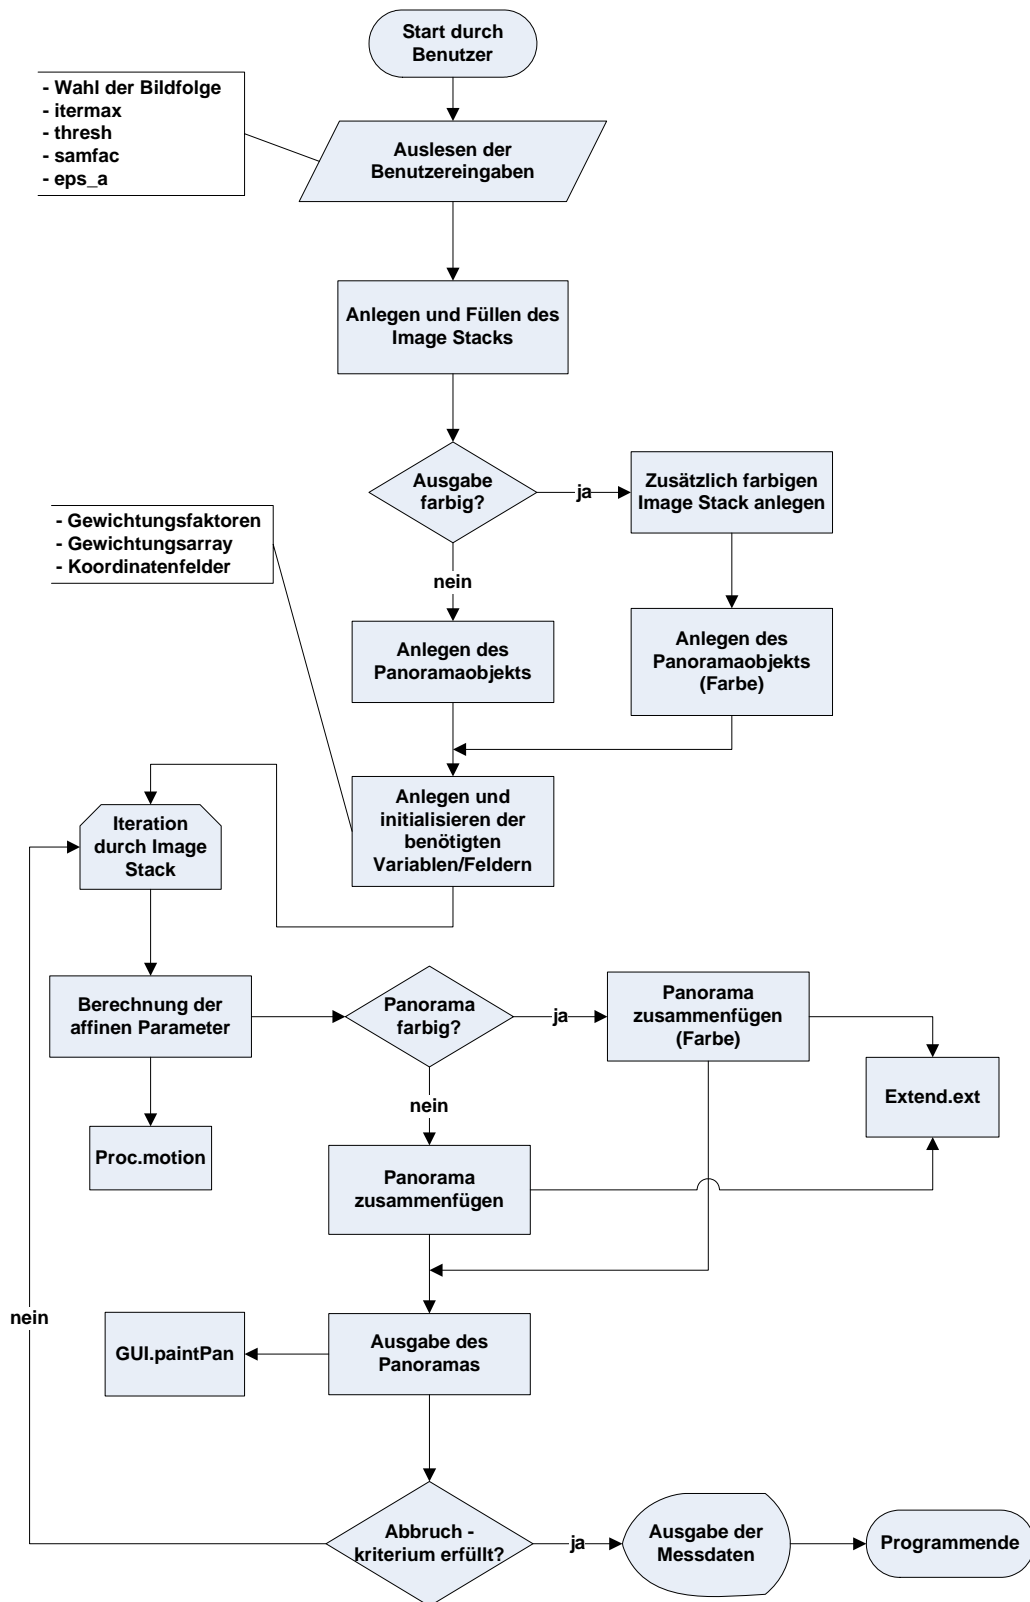 Start durch
Benutzer
- Wahl der Bildfolge
- itermax
- thresh
- samfac
- eps_a
Auslesen der
Benutzereingaben
Anlegen und Füllen des
Image Stacks
Ausgabe
farbig?
ja
Zusätzlich farbigen
Image Stack anlegen
- Gewichtungsfaktoren
- Gewichtungsarray
- Koordinatenfelder
nein
Anlegen des
Panoramaobjekts
Anlegen des
Panoramaobjekts
(Farbe)
Anlegen und
initialisieren der
benötigten
Variablen/Feldern
Iteration
durch Image
Stack
Berechnung der
affinen Parameter
Panorama
farbig?
ja
Panorama
zusammenfügen
(Farbe)
Extend.ext
nein
Proc.motion
Panorama
zusammenfügen
nein
GUI.paintPan
Ausgabe des
Panoramas
Abbruch -
kriterium erfüllt?
ja
Ausgabe der
Messdaten
Programmende